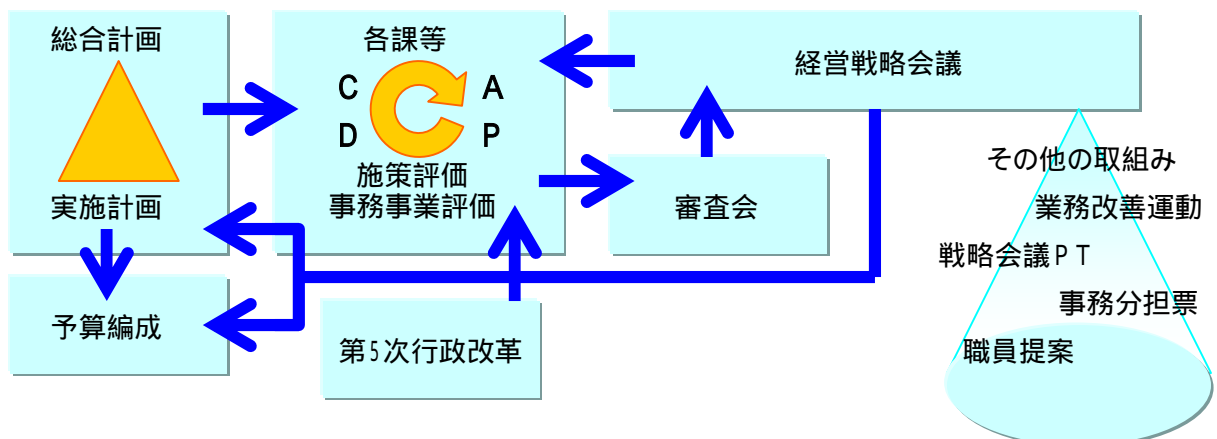 総合計画
実施計画
予算編成
各課等
C
A
D
P
施策評価
事務事業評価
第5次行政改革
経営戦略会議
審査会
その他の取組み
業務改善運動
戦略会議PT
事務分担票
職員提案